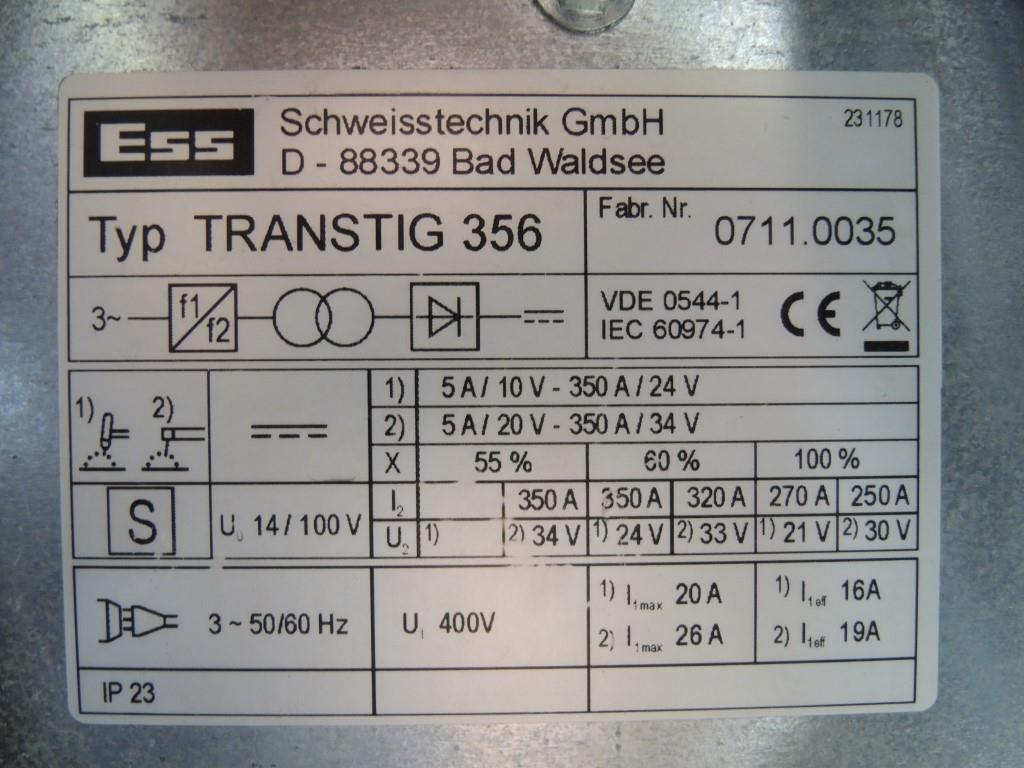 Ess
Schweisstechnik GmbH
D - 88339 Bad Waldsee
231178
Typ TRANSTIG 356
Fabr. Nr. 0711.0035
3~ f1/f2
VDE 0544-1
IEC 60974-1
CE
1) 2)
1) 5 A / 10 V - 350 A / 24 V
2) 5 A / 20 V - 350 A / 34 V
X 55 % 60 % 100 %
S
U₀ 14 / 100 V
I₂ 350 A 350 A 320 A 270 A 250 A
U₂ 1) 2) 34 V 1) 24 V 2) 33 V 1) 21 V 2) 30 V
3 ~ 50/60 Hz
U₁ 400V
1) I₁max 20 A
2) I₁max 26 A
1) I₁eff 16A
2) I₁eff 19A
IP 23